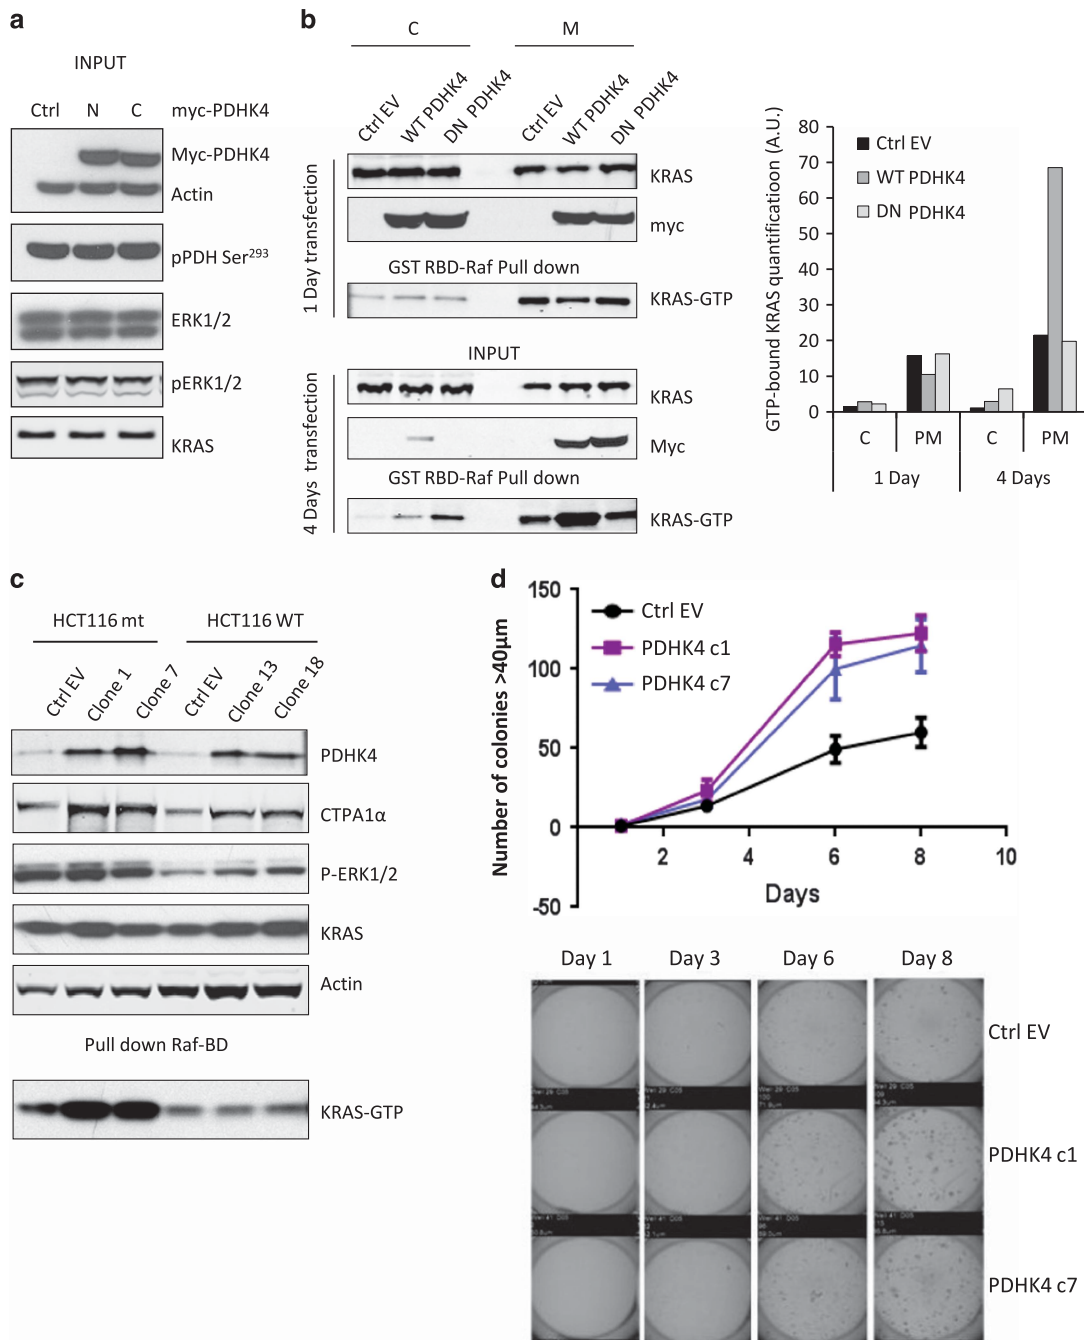 a
INPUT
Ctrl N C myc-PDHK4
Myc-PDHK4
Actin
pPDH Ser293
ERK1/2
pERK1/2
KRAS
b
C M
Ctrl EV WT PDHK4 DN PDHK4 Ctrl EV WT PDHK4 DN PDHK4
1 Day transfection
KRAS
myc
GST RBD-Raf Pull down
KRAS-GTP
INPUT
4 Days transfection
KRAS
Myc
GST RBD-Raf Pull down
KRAS-GTP
GTP-bound KRAS quantificatioon (A.U.)
80
70
60
50
40
30
20
10
0
Ctrl EV
WT PDHK4
DN PDHK4
C PM C PM
1 Day 4 Days
c
HCT116 mt HCT116 WT
Ctrl EV Clone 1 Clone 7 Ctrl EV Clone 13 Clone 18
PDHK4
CTPA1α
P-ERK1/2
KRAS
Actin
Pull down Raf-BD
KRAS-GTP
d
Number of colonies >40μm
150
100
50
0
-50
Ctrl EV
PDHK4 c1
PDHK4 c7
2 4 6 8 10
Days
Day 1 Day 3 Day 6 Day 8
Ctrl EV
PDHK4 c1
PDHK4 c7